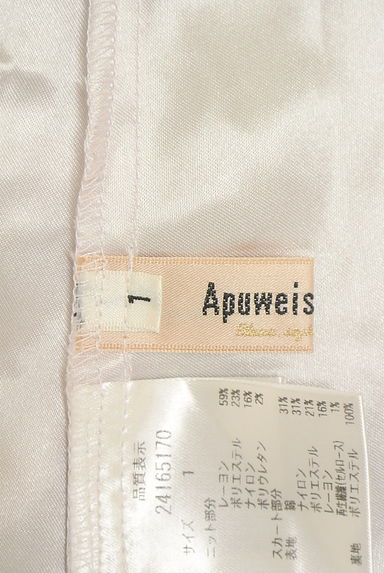 1
Apuweis
品質表示
24165170
サイズ 1
ニット部分
レーヨン 59%
ポリエステル 23%
ナイロン 16%
ポリウレタン 2%
スカート部分
表地 綿 31%
ナイロン 31%
ポリエステル 21%
レーヨン 16%
再生繊維(セルロース) 1%
裏地 ポリエステル 100%